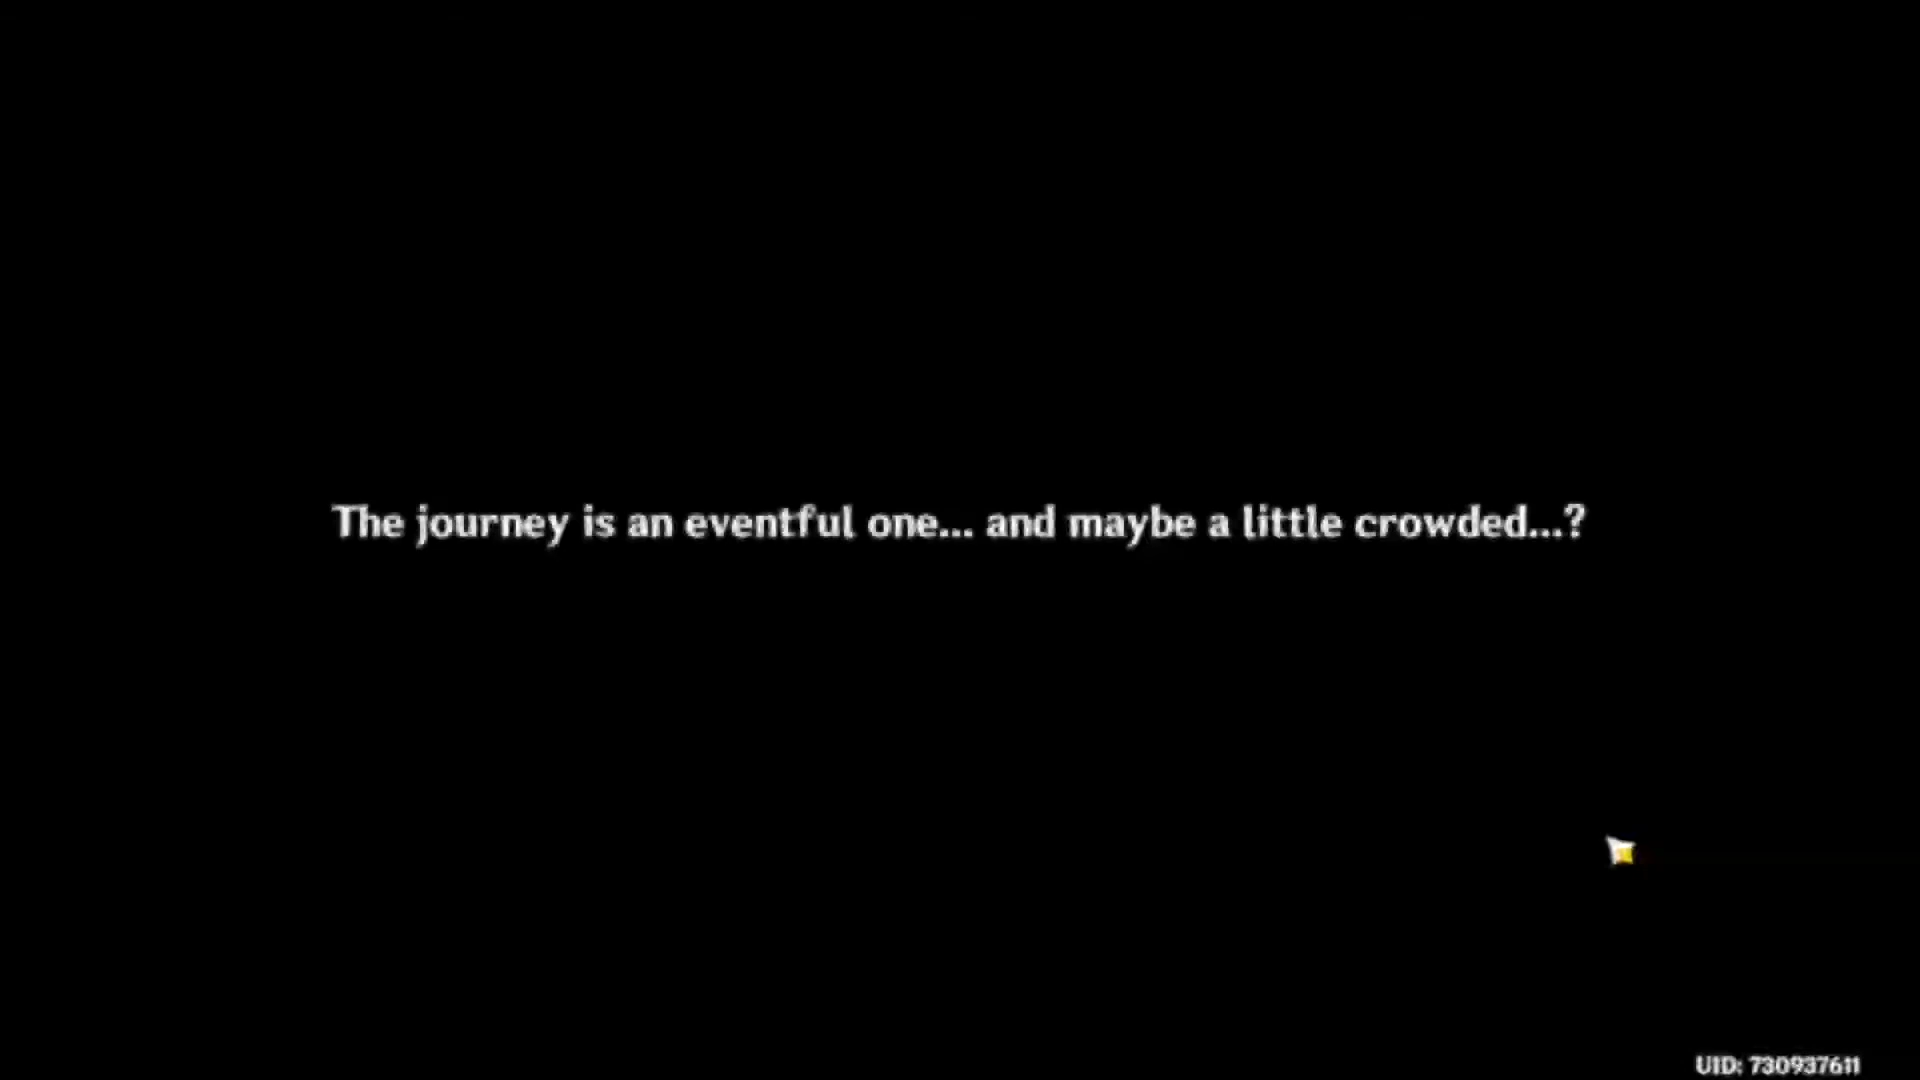 The journey is an eventful one... and maybe a little crowded...?
UID: 730937611